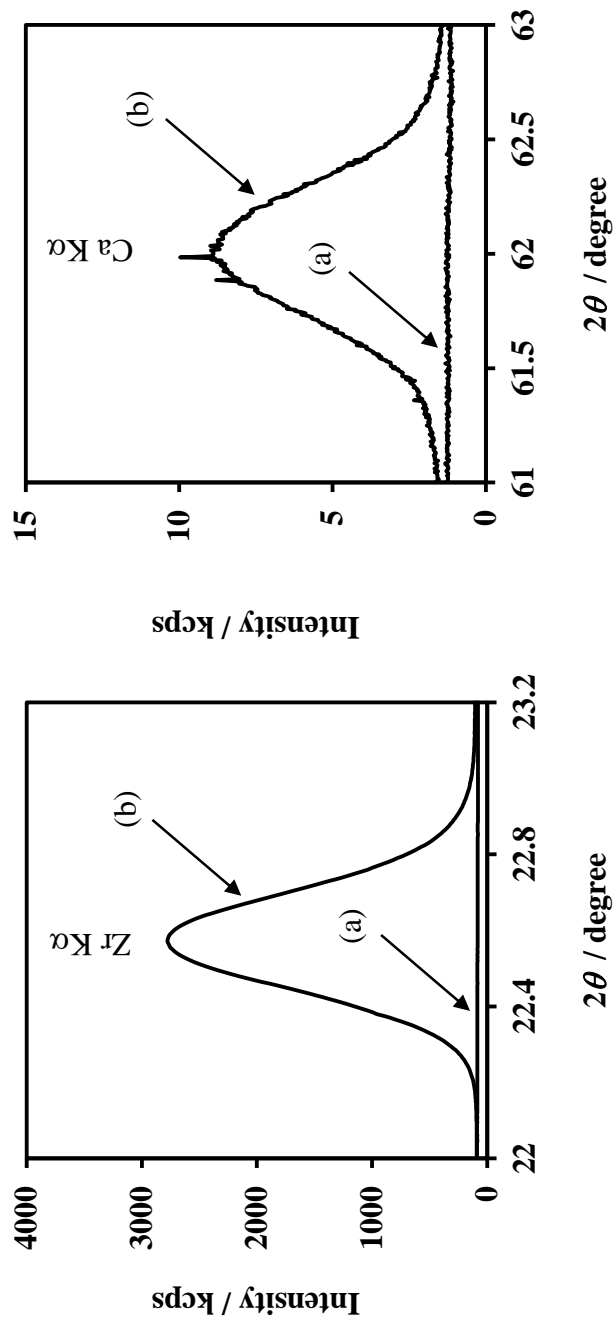 4000
3000
2000
1000
0
Intensity / kcps
22
22.4
22.8
23.2
2θ / degree
Zr Kα
(a)
(b)
15
10
5
0
Intensity / kcps
61
61.5
62
62.5
63
2θ / degree
Ca Kα
(a)
(b)